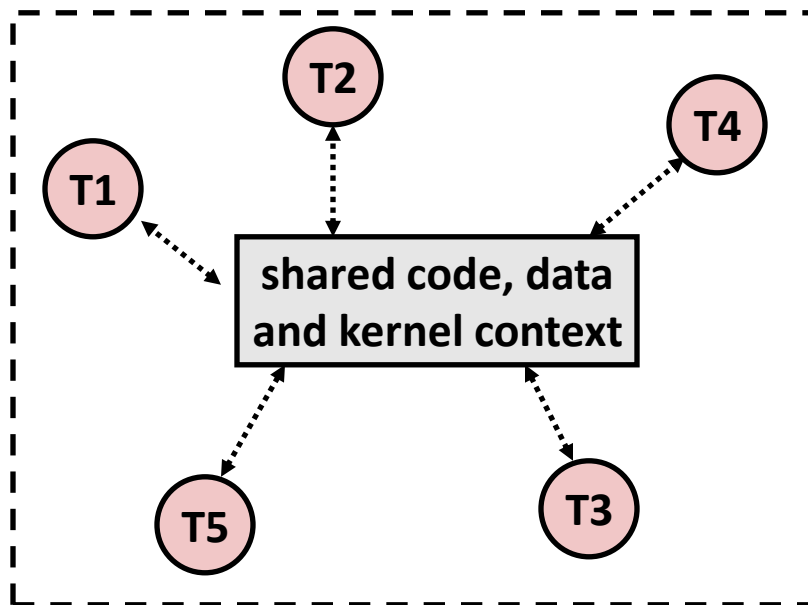 T2
T4
T1
shared code, data
and kernel context
T5
T3